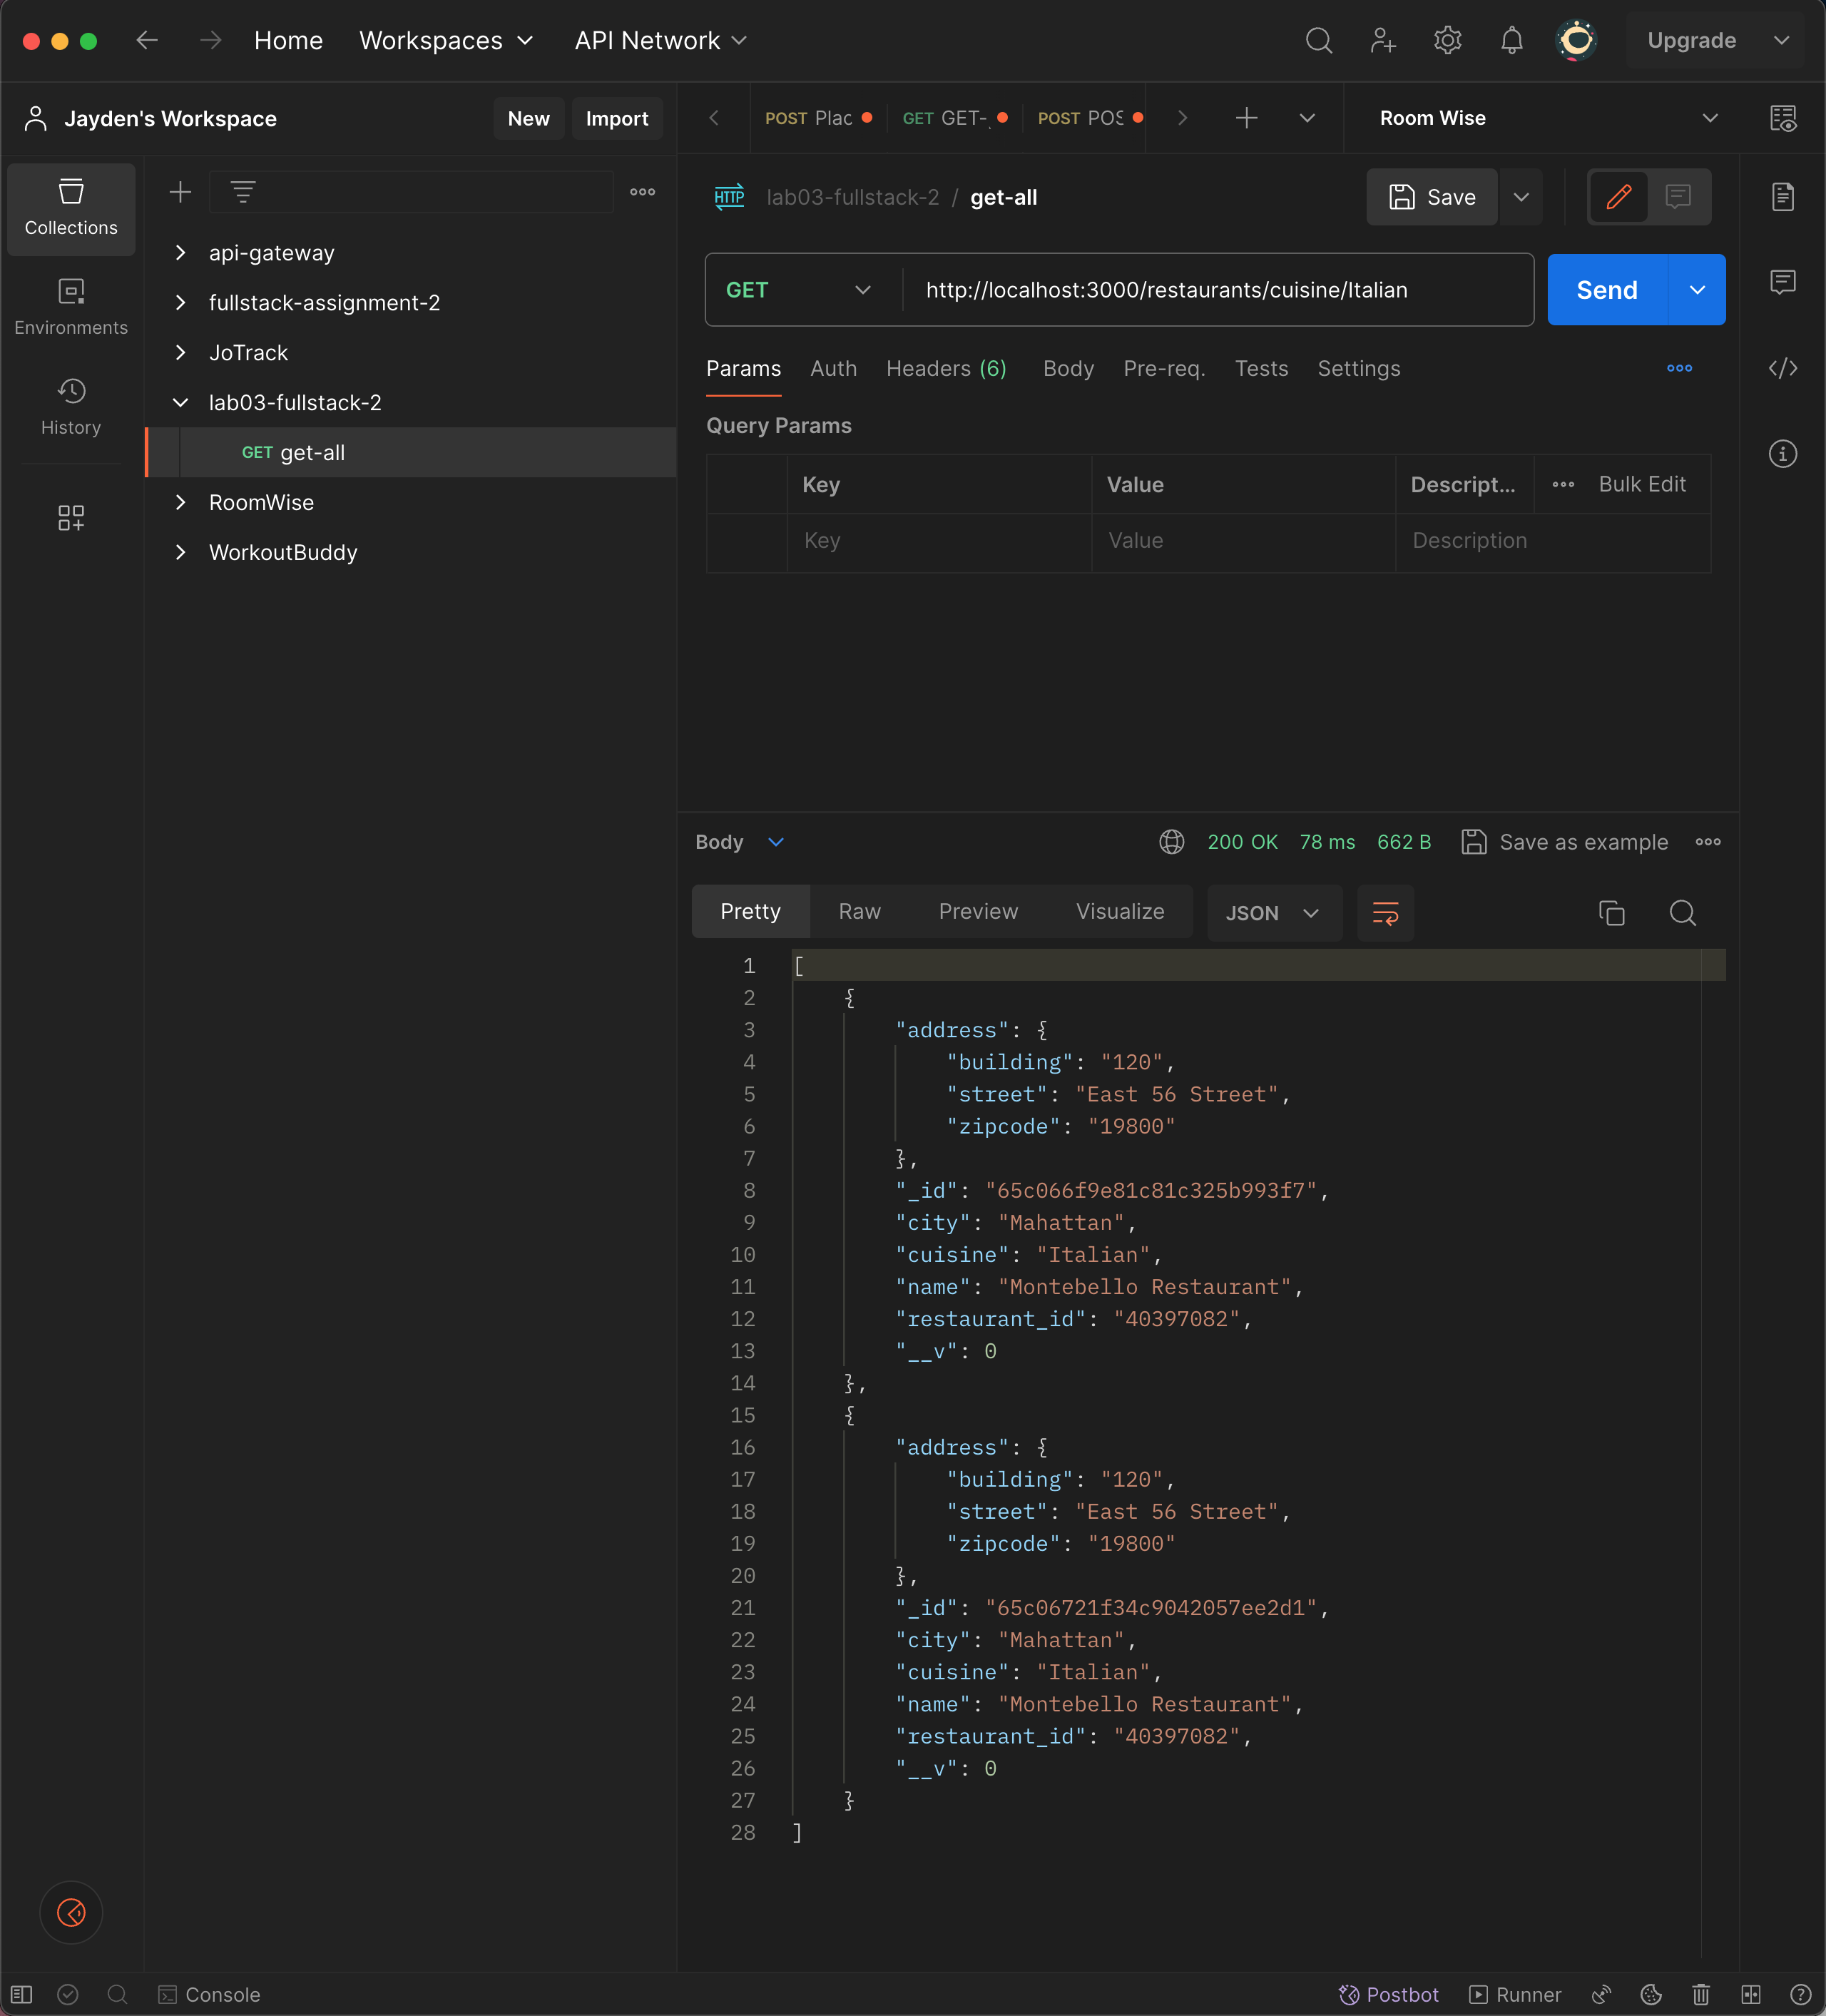 Home Workspaces API Network Upgrade
Jayden's Workspace New Import
POST Plac GET GET- POST POS Room Wise
Collections
Environments
History
api-gateway
fullstack-assignment-2
JoTrack
lab03-fullstack-2
GET get-all
RoomWise
WorkoutBuddy
HTTP lab03-fullstack-2 / get-all Save
GET http://localhost:3000/restaurants/cuisine/Italian Send
Params Auth Headers (6) Body Pre-req. Tests Settings
Query Params
Key Value Descript... Bulk Edit
Key Value Description
Body 200 OK 78 ms 662 B Save as example
Pretty Raw Preview Visualize JSON
1 [
2 {
3 "address": {
4 "building": "120",
5 "street": "East 56 Street",
6 "zipcode": "19800"
7 },
8 "_id": "65c066f9e81c81c325b993f7",
9 "city": "Mahattan",
10 "cuisine": "Italian",
11 "name": "Montebello Restaurant",
12 "restaurant_id": "40397082",
13 "__v": 0
14 },
15 {
16 "address": {
17 "building": "120",
18 "street": "East 56 Street",
19 "zipcode": "19800"
20 },
21 "_id": "65c06721f34c9042057ee2d1",
22 "city": "Mahattan",
23 "cuisine": "Italian",
24 "name": "Montebello Restaurant",
25 "restaurant_id": "40397082",
26 "__v": 0
27 }
28 ]
Console Postbot Runner